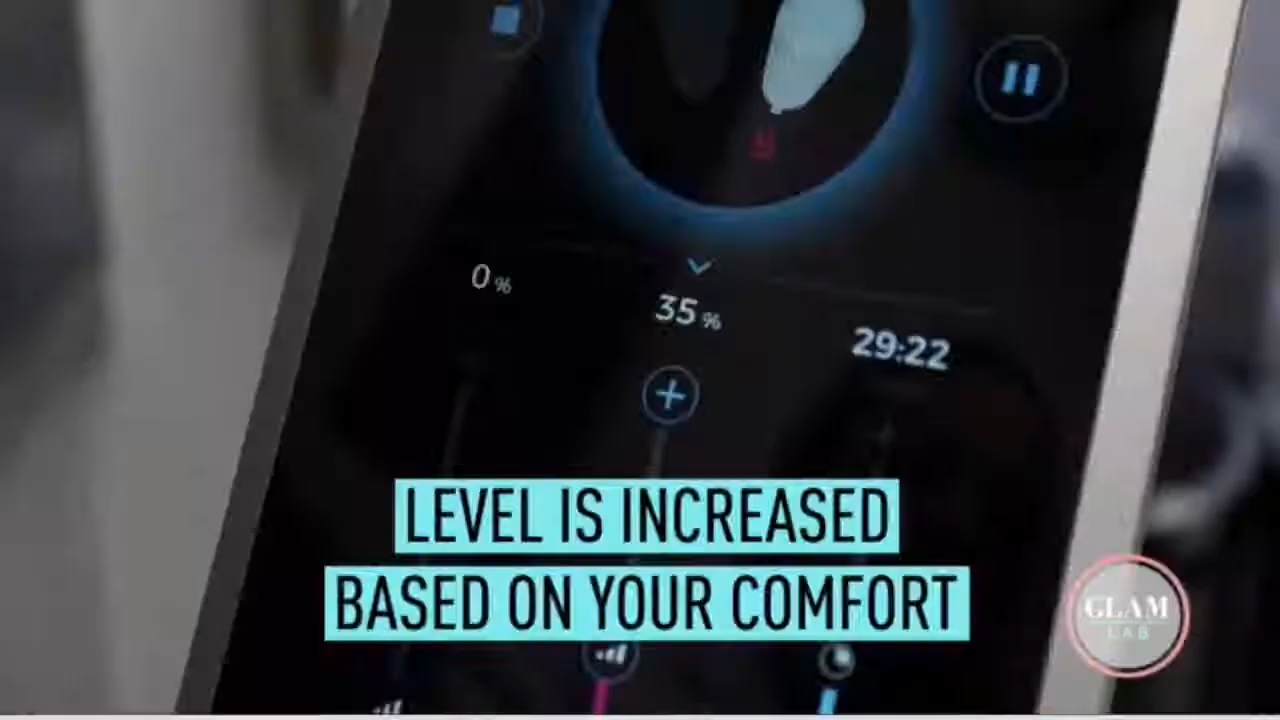 0 %
35 %
29:22
LEVEL IS INCREASED
BASED ON YOUR COMFORT
GLAM
LAB